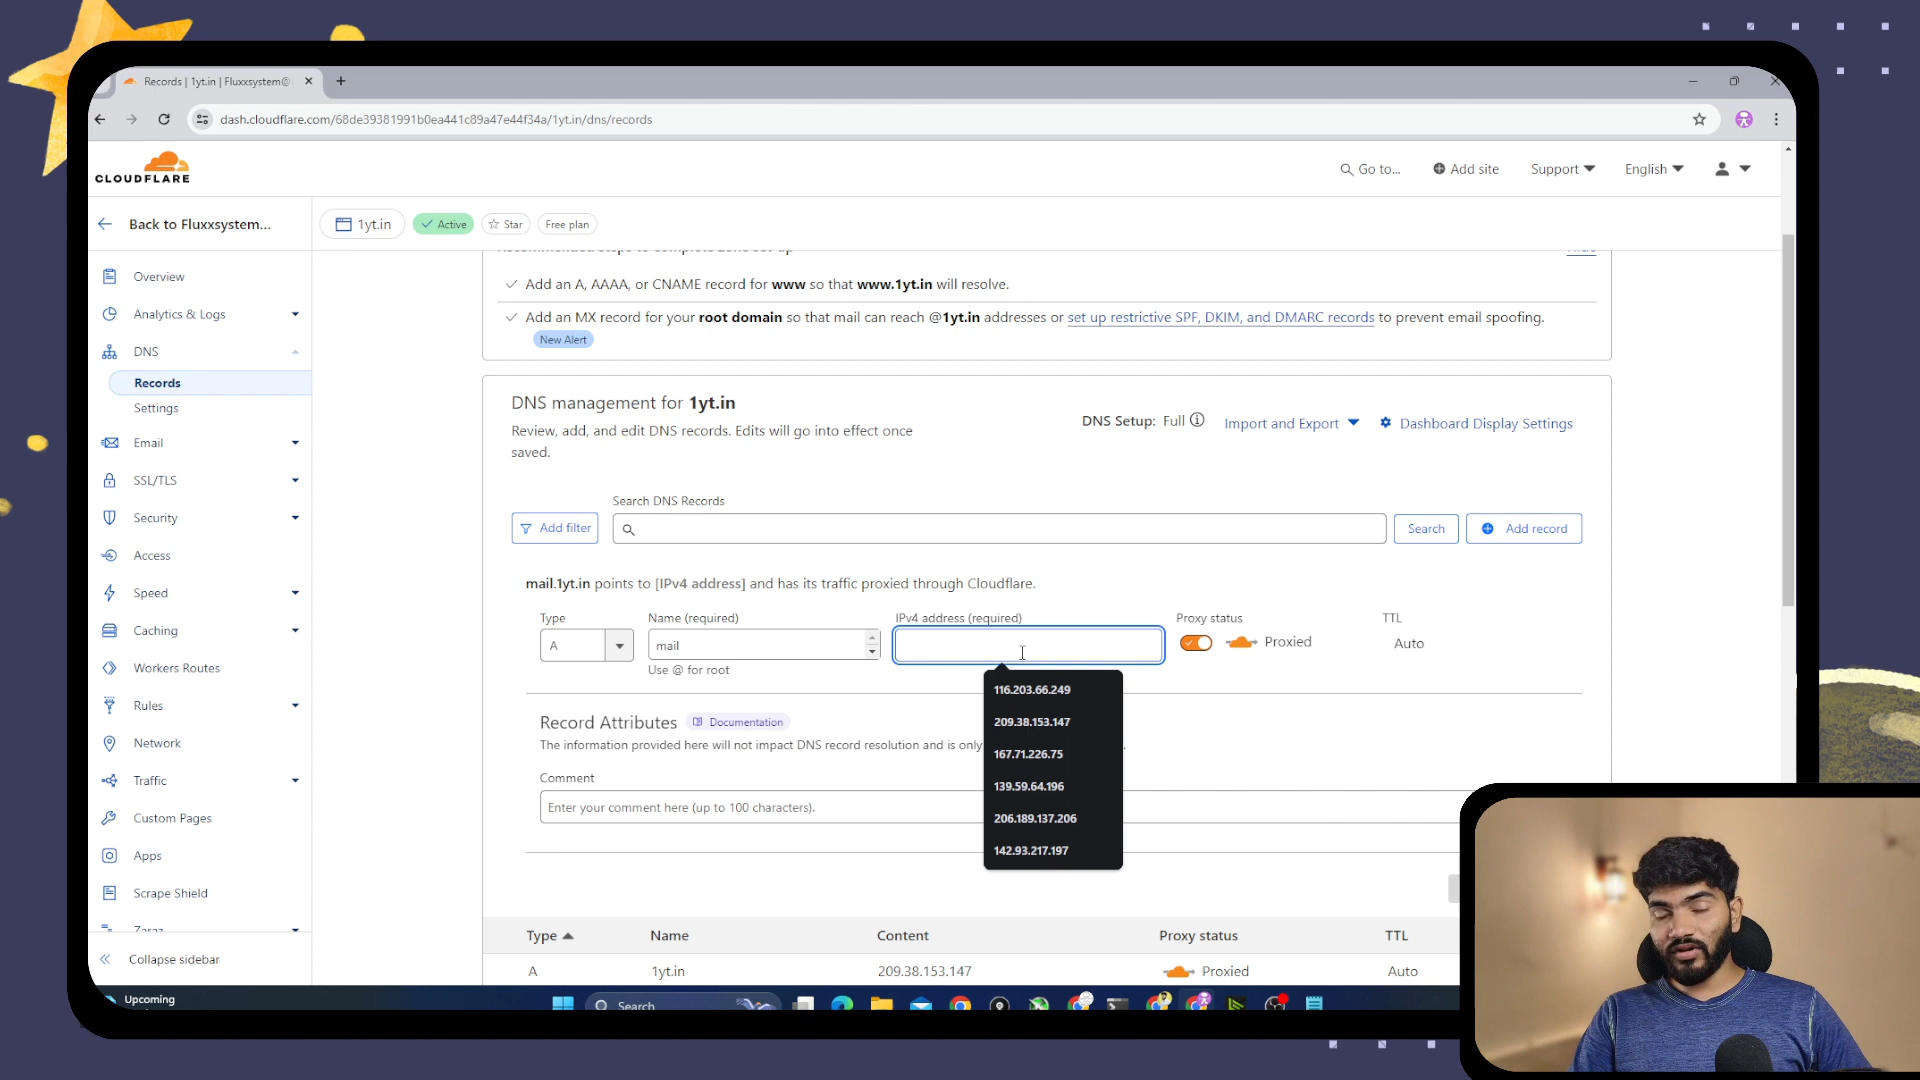 Records | 1yt.in | Fluxxsystem@
dash.cloudflare.com/68de39381991b0ea441c89a47e44f34a/1yt.in/dns/records
CLOUDFLARE
Go to...
Add site
Support
English
Back to Fluxxsystem...
1yt.in
Active
Star
Free plan
Overview
Analytics & Logs
DNS
Records
Settings
Email
SSL/TLS
Security
Access
Speed
Caching
Workers Routes
Rules
Network
Traffic
Custom Pages
Apps
Scrape Shield
Zaraz
Collapse sidebar
Add an A, AAAA, or CNAME record for www so that www.1yt.in will resolve.
Add an MX record for your root domain so that mail can reach @1yt.in addresses or set up restrictive SPF, DKIM, and DMARC records to prevent email spoofing.
New Alert
DNS management for 1yt.in
Review, add, and edit DNS records. Edits will go into effect once
saved.
DNS Setup: Full
Import and Export
Dashboard Display Settings
Search DNS Records
Add filter
Search
Add record
mail.1yt.in points to [IPv4 address] and has its traffic proxied through Cloudflare.
Type
Name (required)
IPv4 address (required)
Proxy status
TTL
A
mail
Proxied
Auto
Use @ for root
116.203.66.249
209.38.153.147
167.71.226.75
139.59.64.196
206.189.137.206
142.93.217.197
Record Attributes
Documentation
The information provided here will not impact DNS record resolution and is only
Comment
Enter your comment here (up to 100 characters).
Type
Name
Content
Proxy status
TTL
A
1yt.in
209.38.153.147
Proxied
Auto
Upcoming
Search